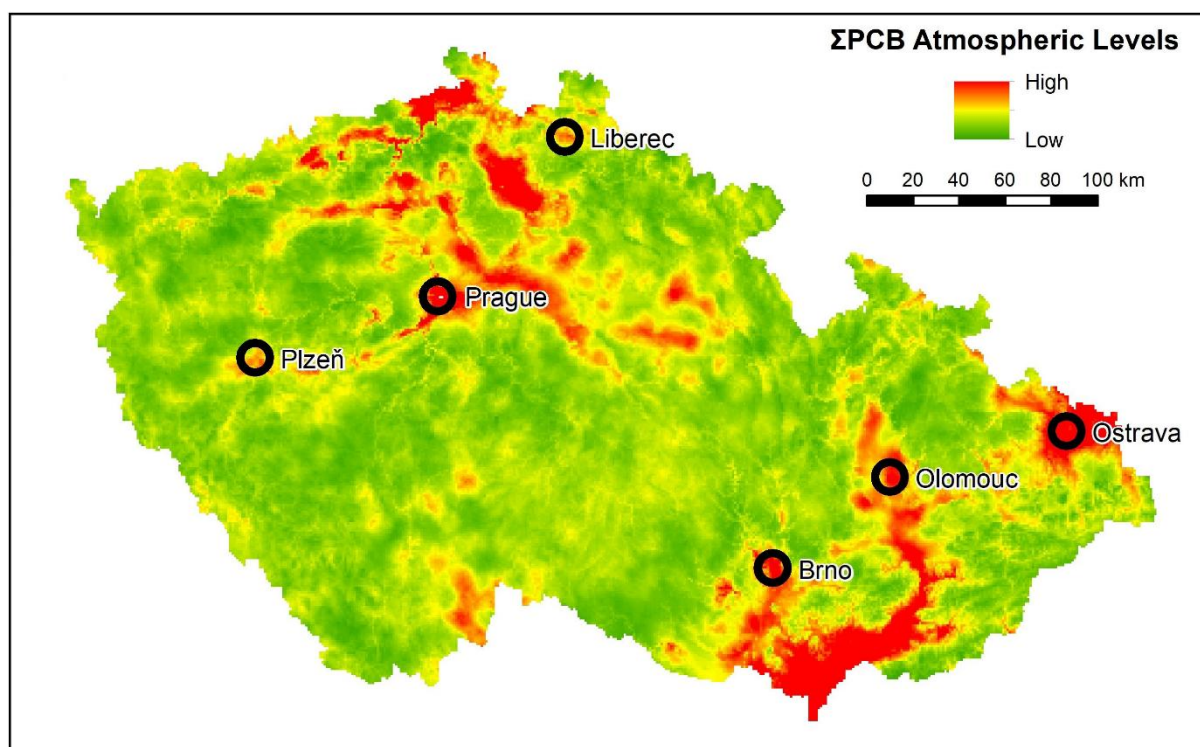 ΣPCB Atmospheric Levels
High
Low
0 20 40 60 80 100 km
Liberec
Prague
Plzeň
Ostrava
Olomouc
Brno